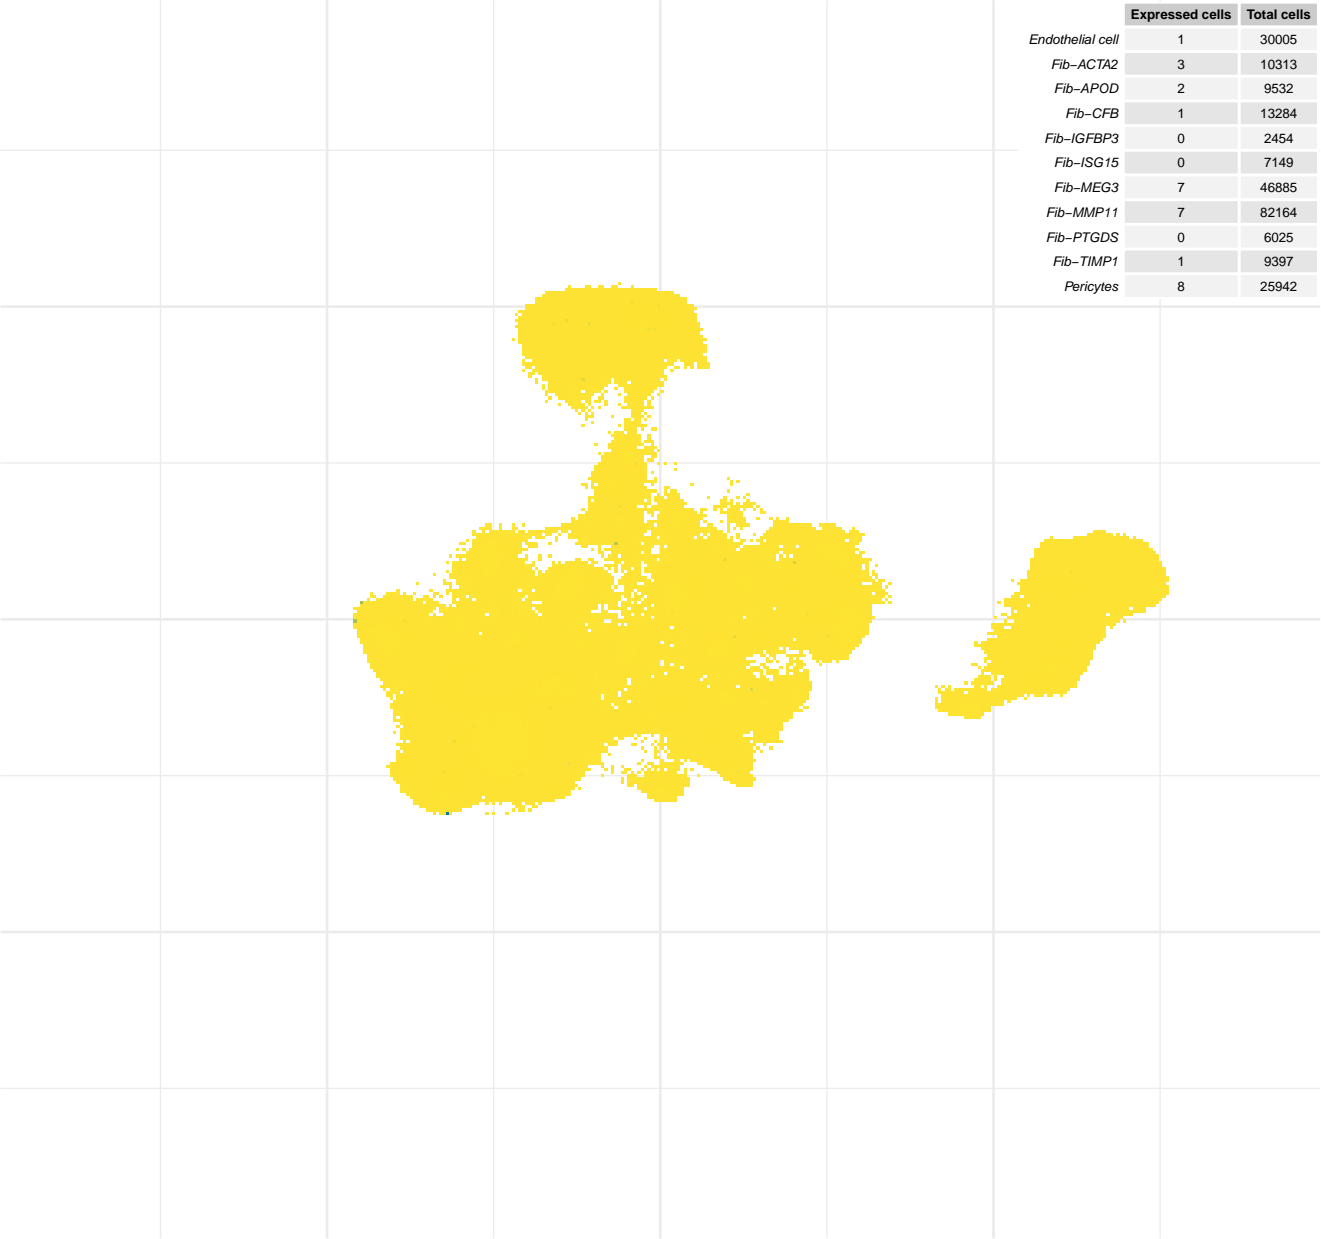 Expressed cells Total cells
Endothelial cell 1 30005
Fib−ACTA2 3 10313
Fib−APOD 2 9532
Fib−CFB 1 13284
Fib−IGFBP3 0 2454
Fib−ISG15 0 7149
Fib−MEG3 7 46885
Fib−MMP11 7 82164
Fib−PTGDS 0 6025
Fib−TIMP1 1 9397
Pericytes 8 25942